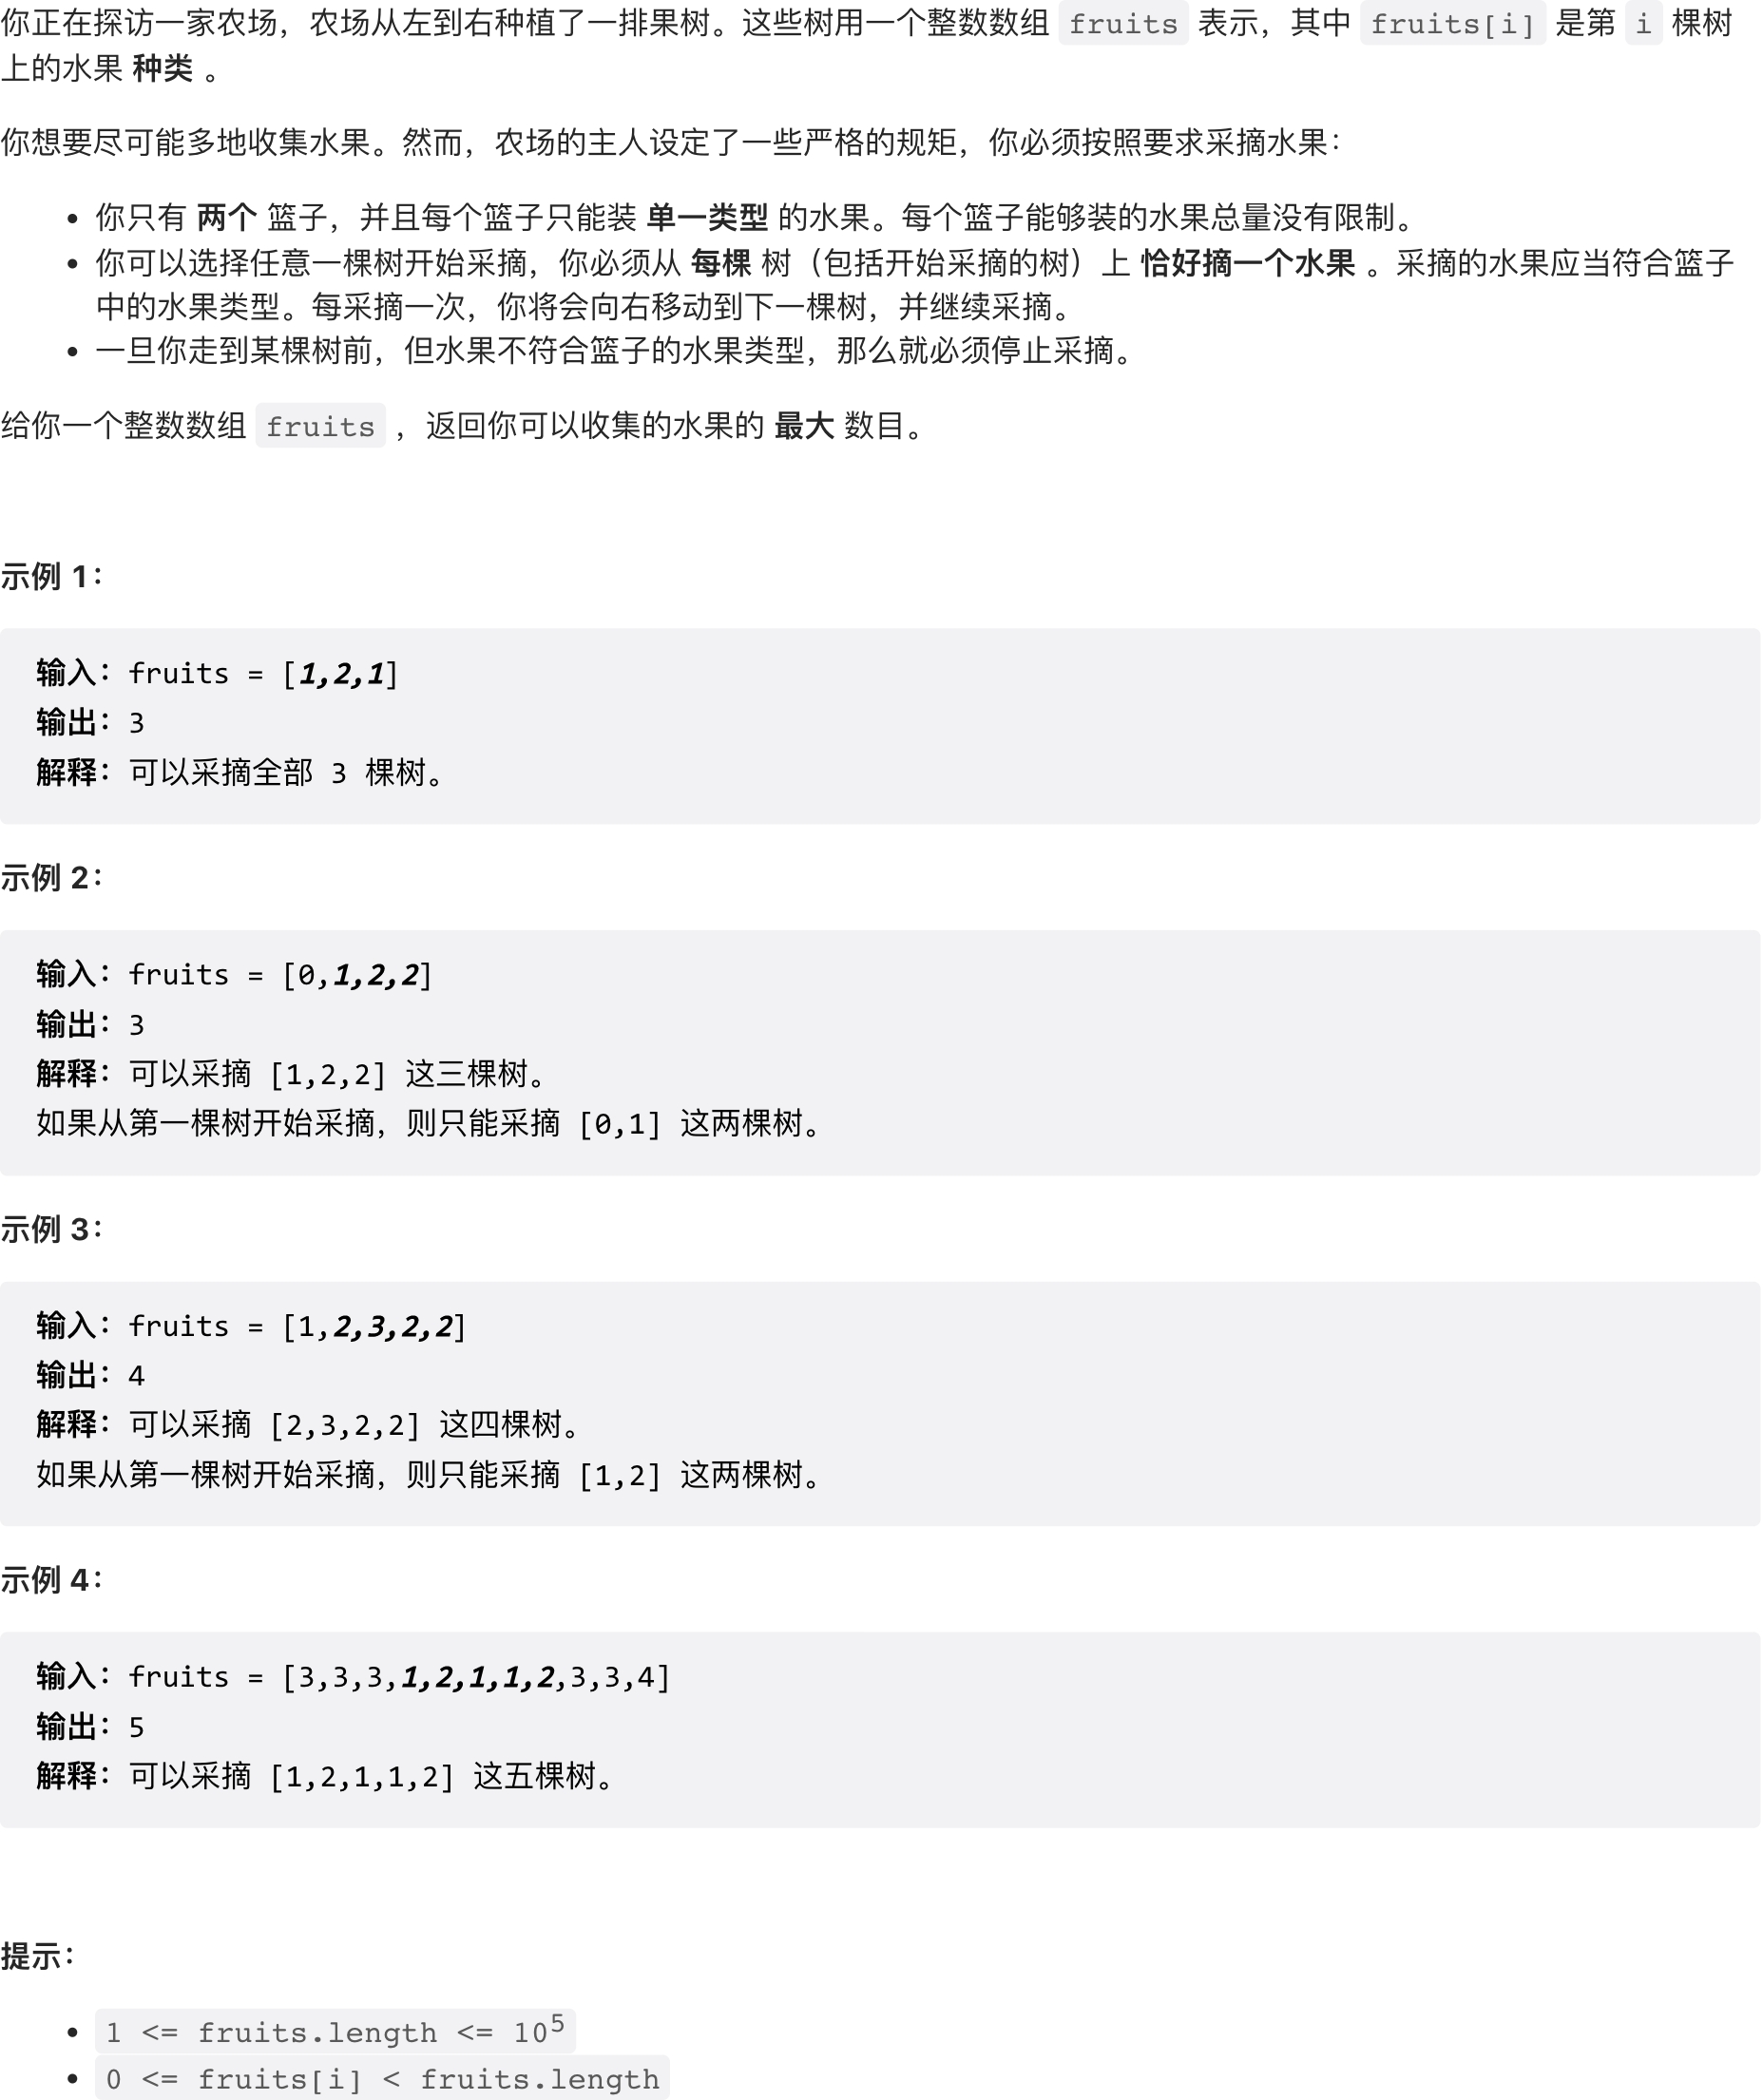 你正在探访一家农场，农场从左到右种植了一排果树。这些树用一个整数数组 fruits 表示，其中 fruits[i] 是第 i 棵树
上的水果 种类 。
你想要尽可能多地收集水果。然而，农场的主人设定了一些严格的规矩，你必须按照要求采摘水果：
• 你只有 两个 篮子，并且每个篮子只能装 单一类型 的水果。每个篮子能够装的水果总量没有限制。
• 你可以选择任意一棵树开始采摘，你必须从 每棵 树（包括开始采摘的树）上 恰好摘一个水果 。采摘的水果应当符合篮子
中的水果类型。每采摘一次，你将会向右移动到下一棵树，并继续采摘。
• 一旦你走到某棵树前，但水果不符合篮子的水果类型，那么就必须停止采摘。
给你一个整数数组 fruits ，返回你可以收集的水果的 最大 数目。
示例 1：
输入：fruits = [1,2,1]
输出：3
解释：可以采摘全部 3 棵树。
示例 2：
输入：fruits = [0,1,2,2]
输出：3
解释：可以采摘 [1,2,2] 这三棵树。
如果从第一棵树开始采摘，则只能采摘 [0,1] 这两棵树。
示例 3：
输入：fruits = [1,2,3,2,2]
输出：4
解释：可以采摘 [2,3,2,2] 这四棵树。
如果从第一棵树开始采摘，则只能采摘 [1,2] 这两棵树。
示例 4：
输入：fruits = [3,3,3,1,2,1,1,2,3,3,4]
输出：5
解释：可以采摘 [1,2,1,1,2] 这五棵树。
提示：
• 1 <= fruits.length <= 10⁵
• 0 <= fruits[i] < fruits.length